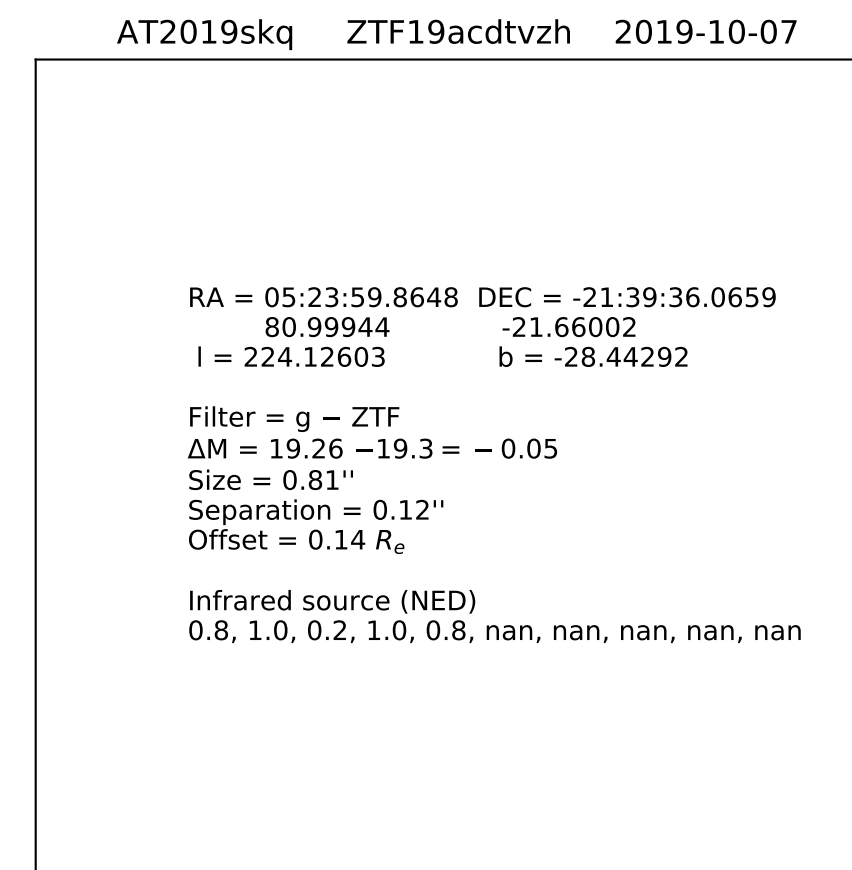 AT2019skq ZTF19acdtvzh 2019-10-07
RA = 05:23:59.8648 DEC = -21:39:36.0659
80.99944 -21.66002
l = 224.12603 b = -28.44292
Filter = g − ZTF
ΔM = 19.26 −19.3 = − 0.05
Size = 0.81''
Separation = 0.12''
Offset = 0.14 Rₑ
Infrared source (NED)
0.8, 1.0, 0.2, 1.0, 0.8, nan, nan, nan, nan, nan